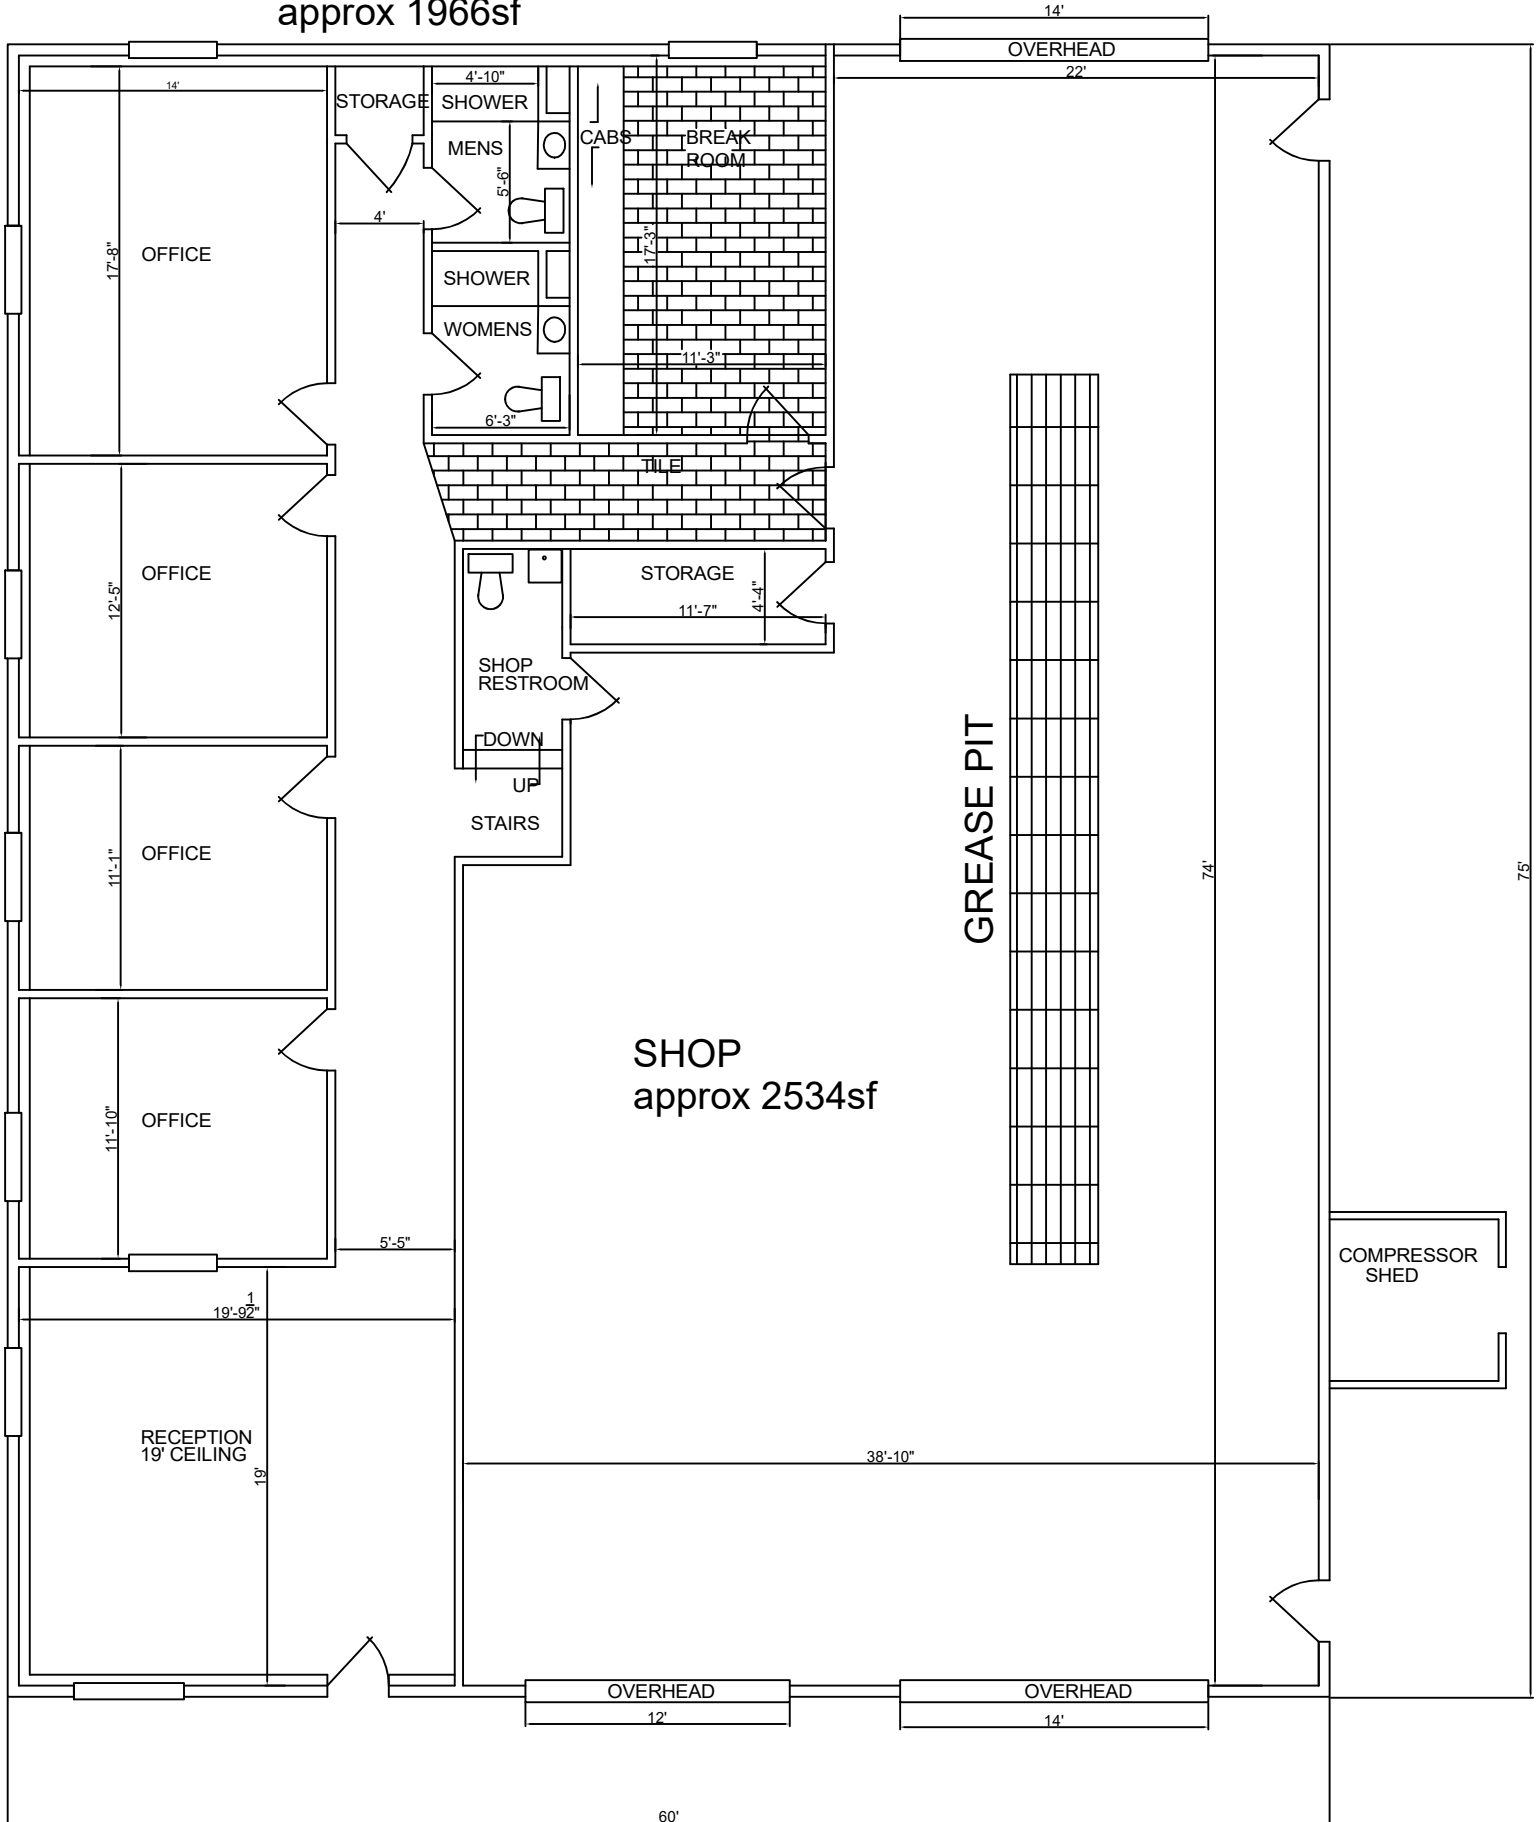 approx 1966sf
14'
OVERHEAD
22'
14'
STORAGE
4'-10"
SHOWER
MENS
5'-6"
CABS
BREAK
ROOM
4'
17'-8"
OFFICE
17'-3"
SHOWER
WOMENS
11'-3"
6'-3"
TILE
OFFICE
12'-5"
STORAGE
11'-7"
4'-4"
SHOP
RESTROOM
DOWN
UP
STAIRS
OFFICE
11'-1"
GREASE PIT
74'
75'
SHOP
approx 2534sf
OFFICE
11'-10"
5'-5"
COMPRESSOR
SHED
19'-9 1/2"
RECEPTION
19' CEILING
19'
38'-10"
OVERHEAD
12'
OVERHEAD
14'
60'